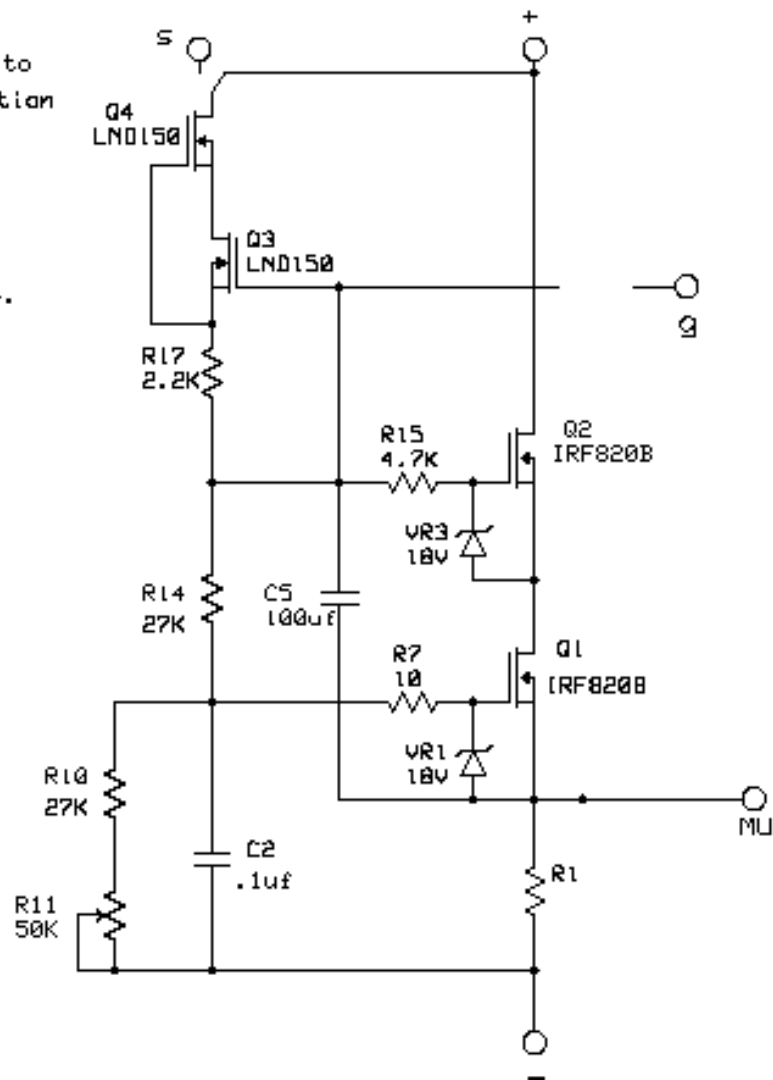 S
+
to
tion
Q4
LND150
Q3
LND150
g
R17
2.2K
R15
4.7K
Q2
IRF820B
VR3
18V
R14
27K
C5
100uf
R7
10
Q1
IRF820B
VR1
18V
R10
27K
MU
C2
.1uf
R1
R11
50K
-